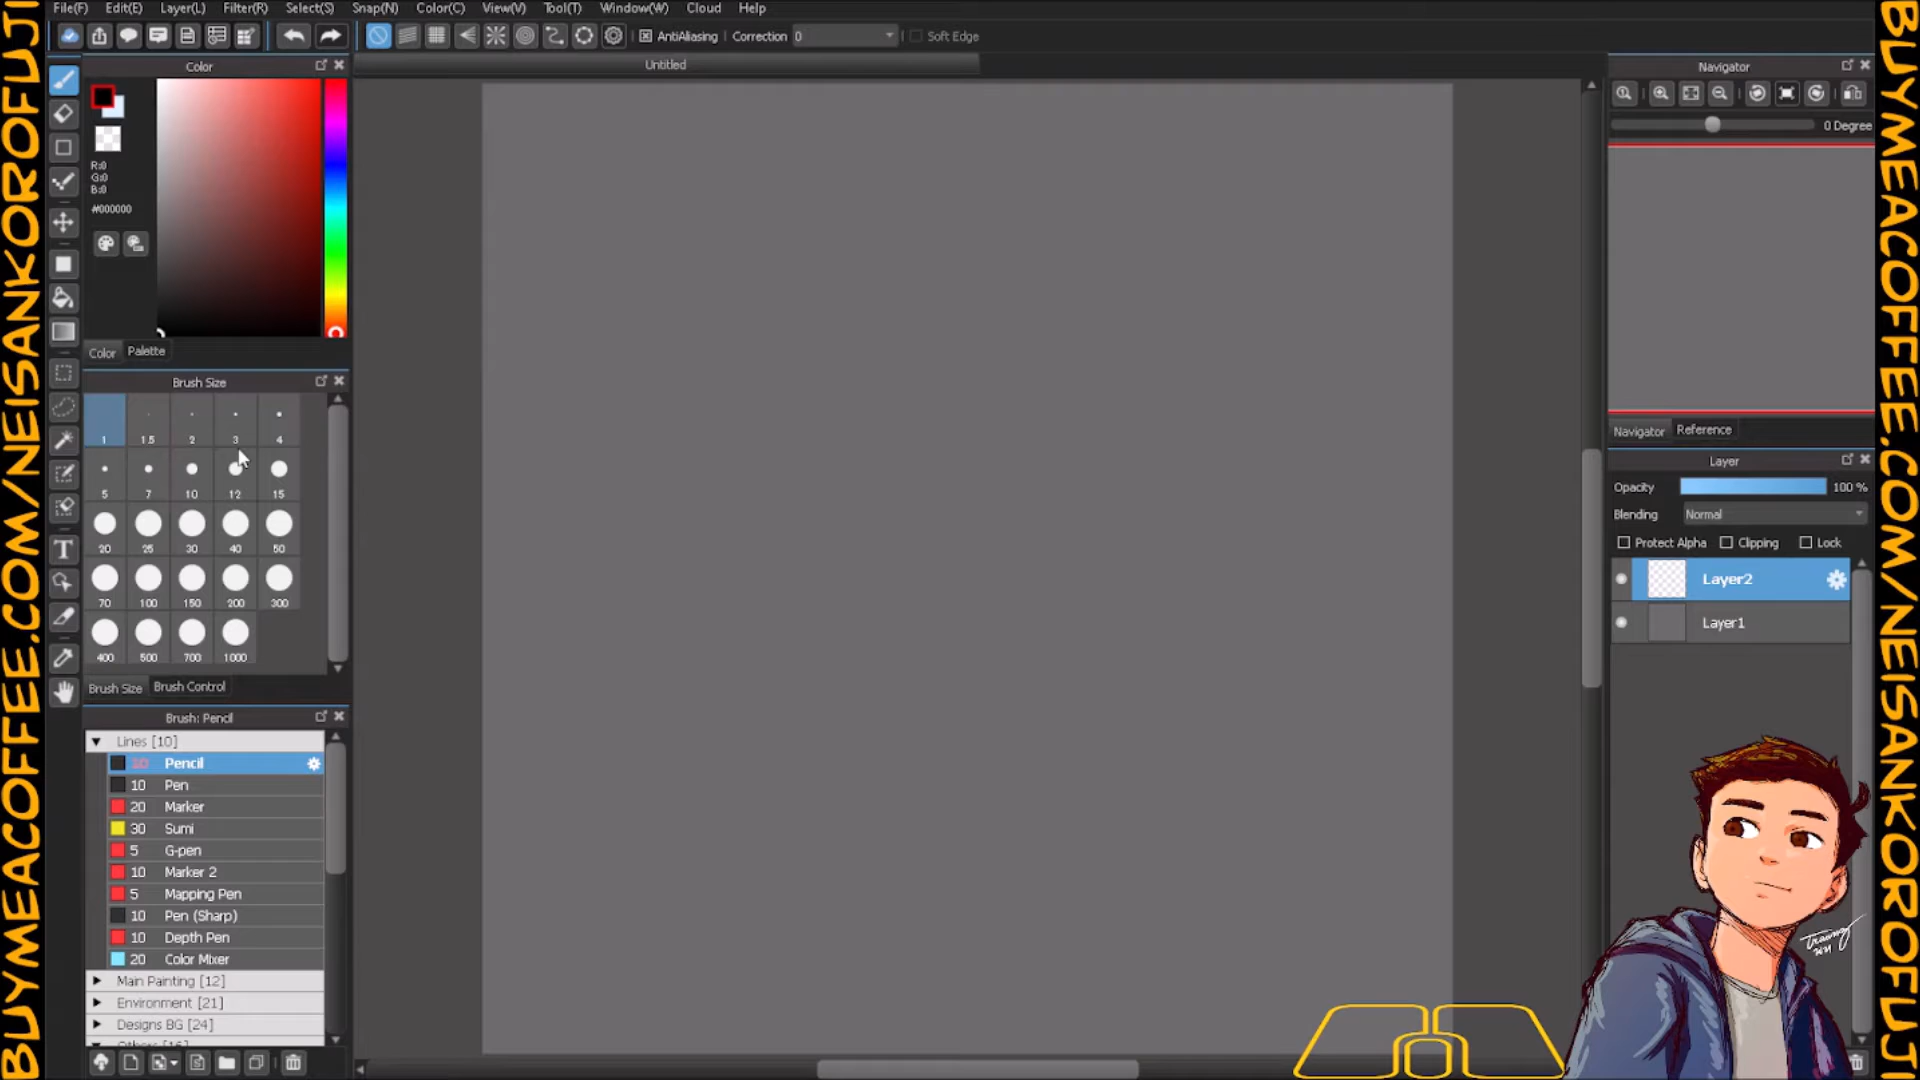 BUYMEACOFFEE.COM/NEISANKOROFUJI
File(F) Edit(E) Layer(L) Filter(R) Select(S) Snap(N) Color(C) View(V) Tool(T) Window(W) Cloud Help
AntiAliasing Correction 0 Soft Edge
Color
Untitled
R:0
G:0
B:0
#000000
Color Palette
Brush Size
1 1.5 2 3 4
5 7 10 12 15
20 25 30 40 50
70 100 150 200 300
400 500 700 1000
Brush Size Brush Control
Brush: Pencil
Lines [10]
Pencil
10 Pen
20 Marker
30 Sumi
5 G-pen
10 Marker 2
5 Mapping Pen
10 Pen (Sharp)
10 Depth Pen
20 Color Mixer
Main Painting [12]
Environment [21]
Designs BG [24]
Others [16]
Navigator
0 Degree
Navigator Reference
Layer
Opacity 100 %
Blending Normal
Protect Alpha Clipping Lock
Layer2
Layer1
2021
BUYMEACOFFEE.COM/NEISANKOROFUJI